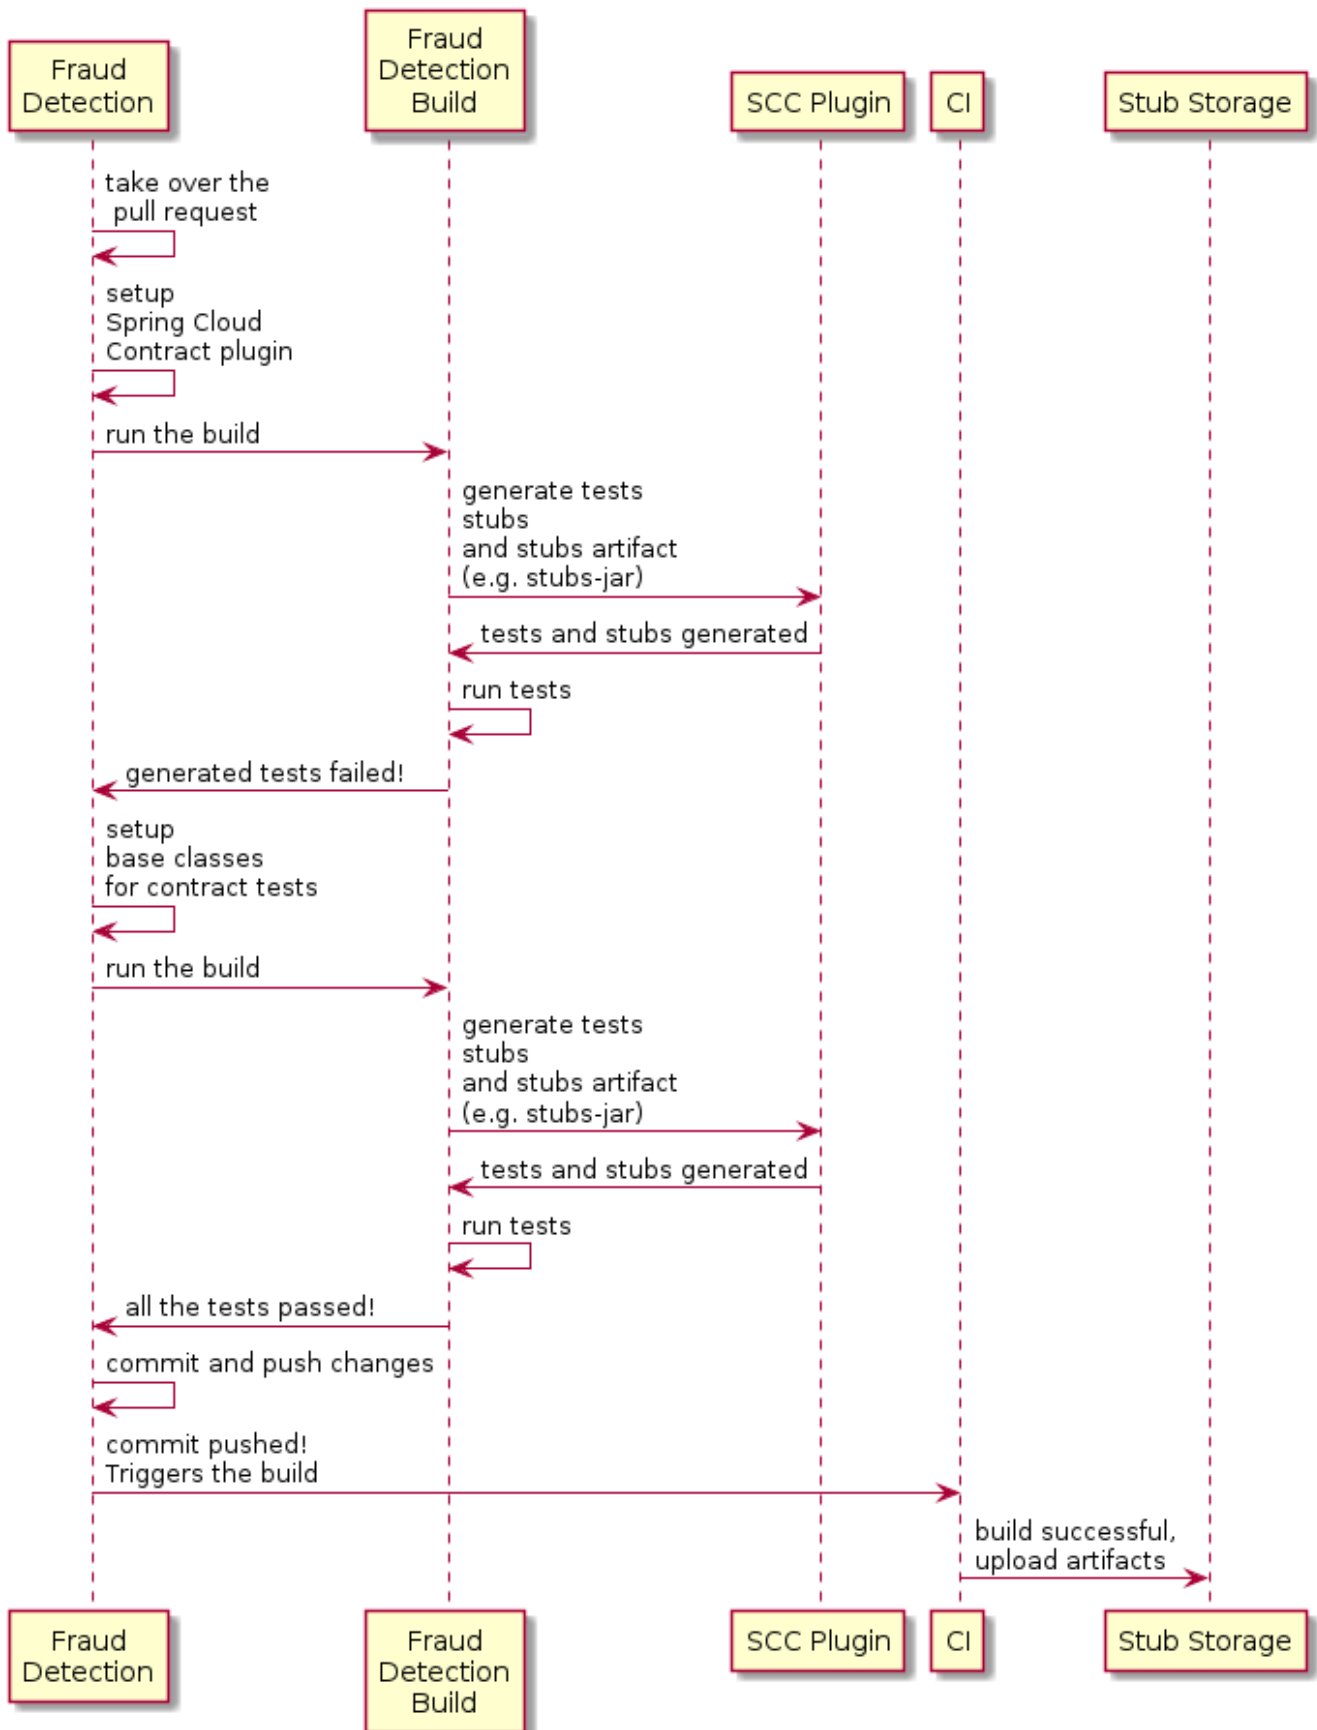 Fraud
Detection
Fraud
Detection
Build
SCC Plugin
CI
Stub Storage
take over the
pull request
setup
Spring Cloud
Contract plugin
run the build
generate tests
stubs
and stubs artifact
(e.g. stubs-jar)
tests and stubs generated
run tests
generated tests failed!
setup
base classes
for contract tests
run the build
generate tests
stubs
and stubs artifact
(e.g. stubs-jar)
tests and stubs generated
run tests
all the tests passed!
commit and push changes
commit pushed!
Triggers the build
build successful,
upload artifacts
Fraud
Detection
Fraud
Detection
Build
SCC Plugin
CI
Stub Storage